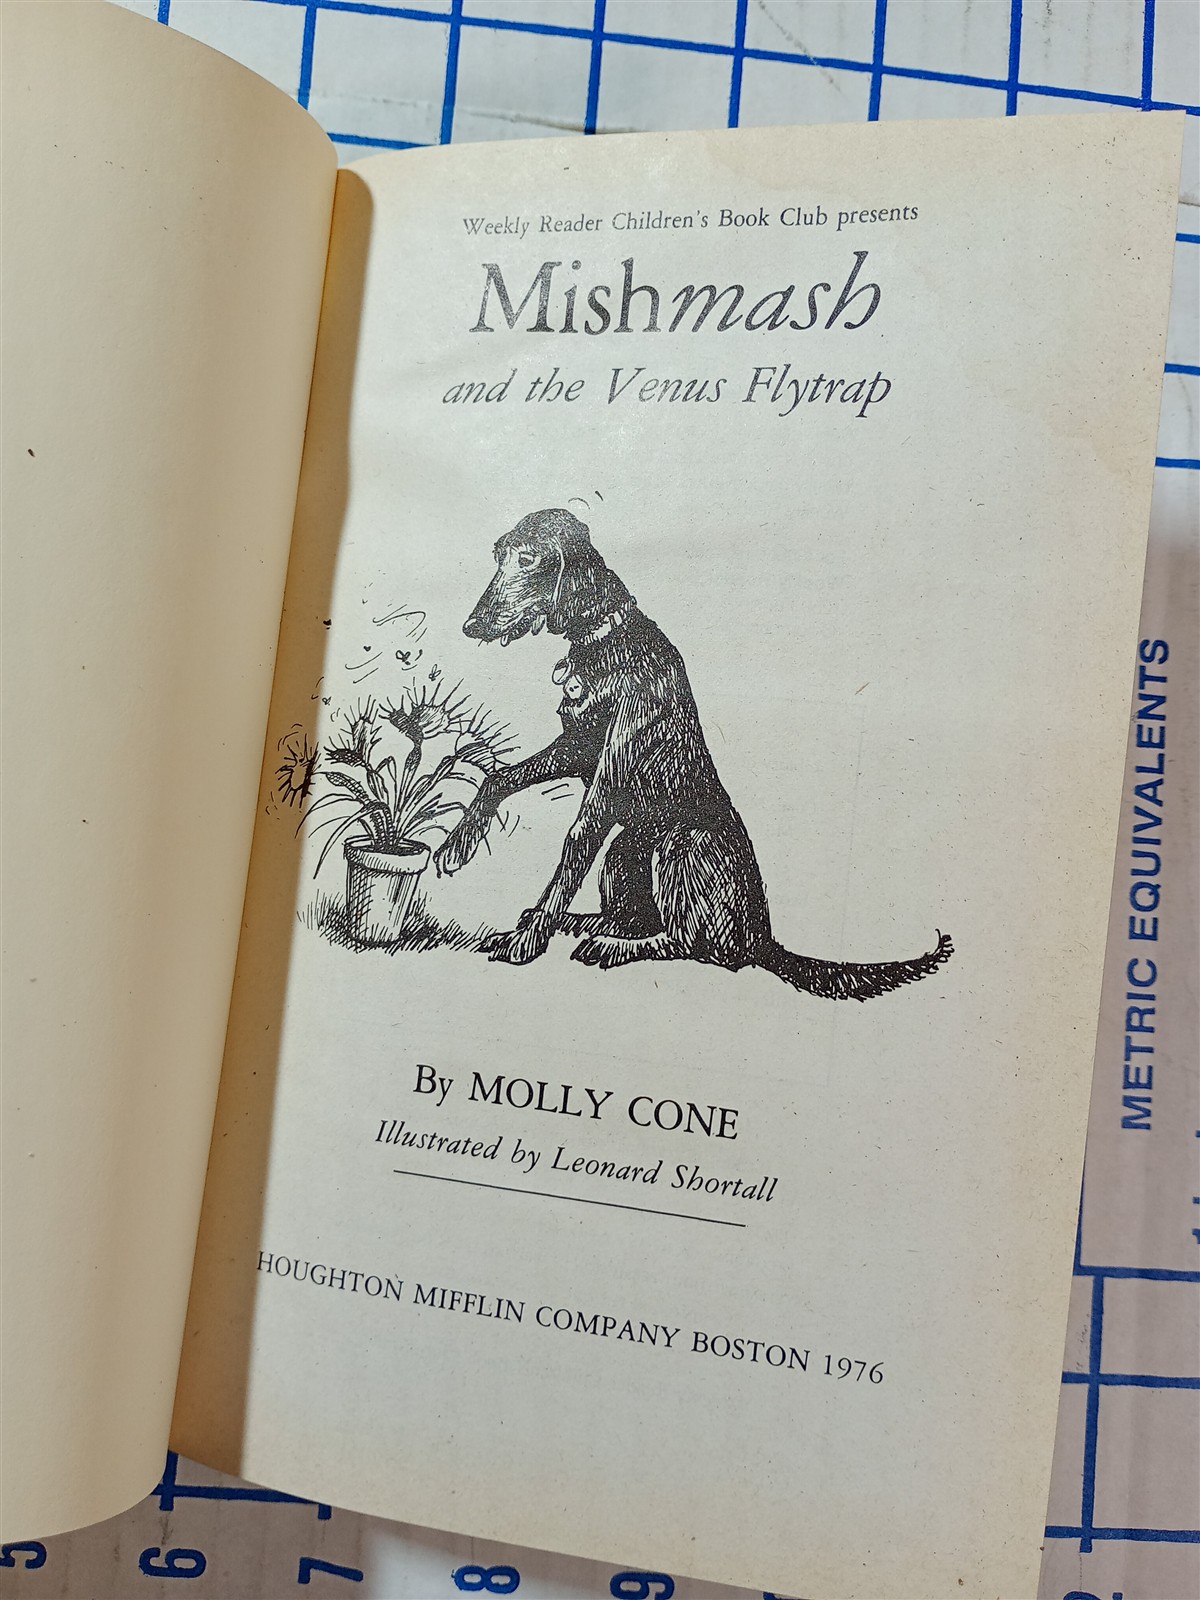 Weekly Reader Children's Book Club presents
Mishmash
and the Venus Flytrap
By MOLLY CONE
Illustrated by Leonard Shortall
HOUGHTON MIFFLIN COMPANY BOSTON 1976
METRIC EQUIVALENTS
5 6 7 8 9